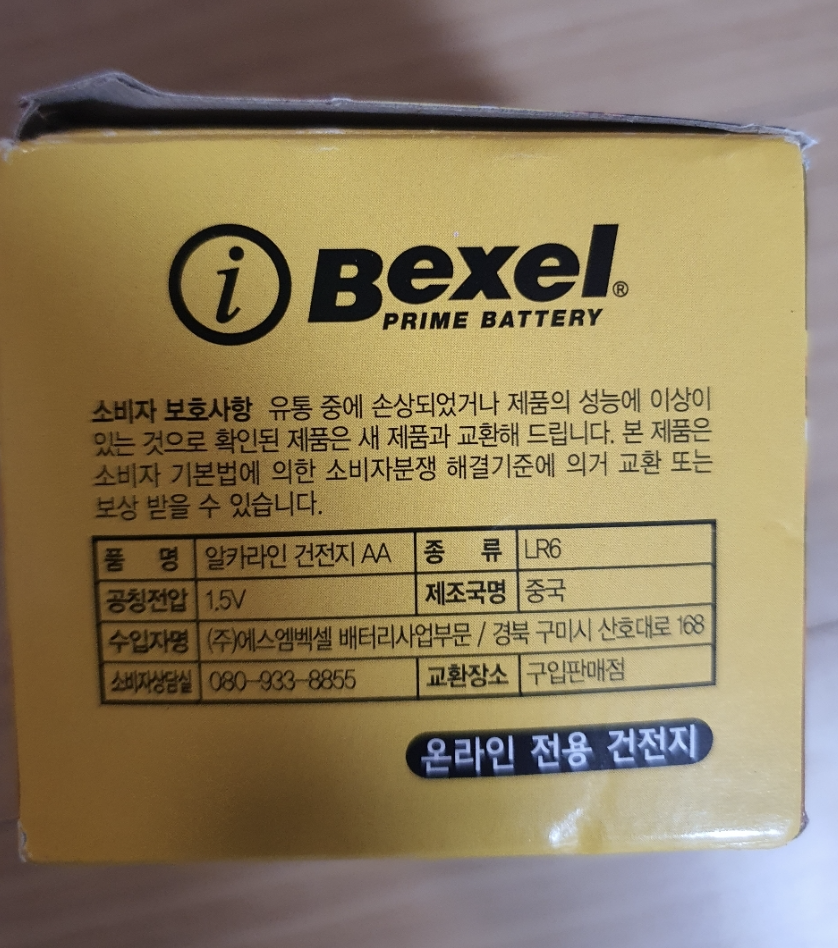 i Bexel®
PRIME BATTERY
소비자 보호사항 유통 중에 손상되었거나 제품의 성능에 이상이
있는 것으로 확인된 제품은 새 제품과 교환해 드립니다. 본 제품은
소비자 기본법에 의한 소비자분쟁 해결기준에 의거 교환 또는
보상 받을 수 있습니다.
품 명 알카라인 건전지 AA 종 류 LR6
공칭전압 1.5V 제조국명 중국
수입자명 (주)에스엠벡셀 배터리사업부문 / 경북 구미시 산호대로 168
소비자상담실 080-933-8855 교환장소 구입판매점
온라인 전용 건전지